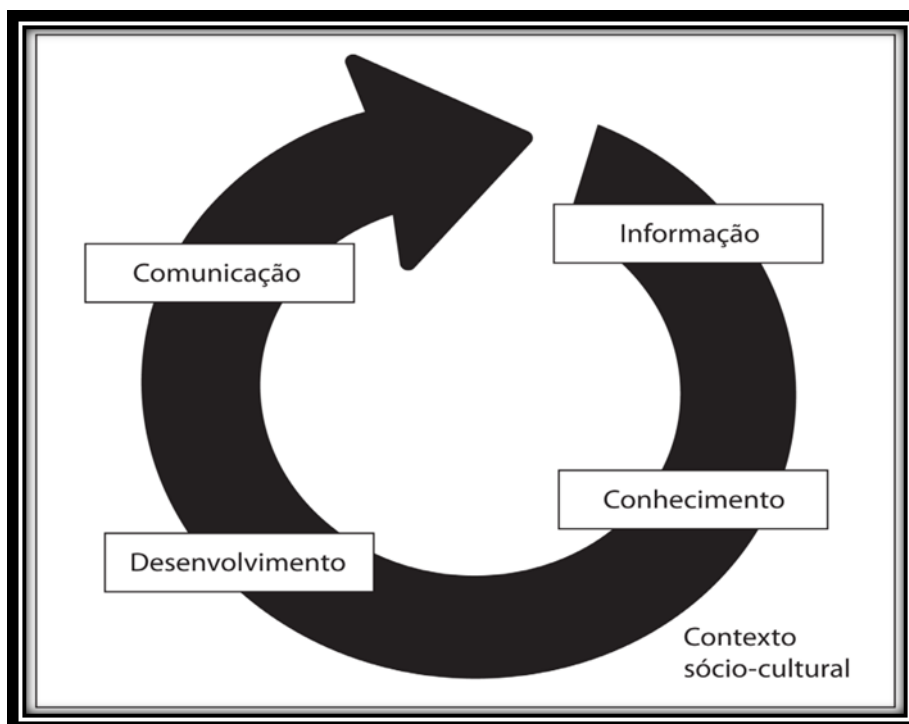 Informação
Comunicação
Conhecimento
Desenvolvimento
Contexto
sócio-cultural